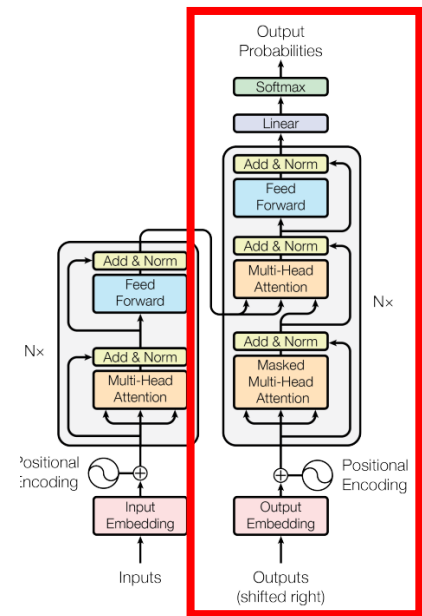 Output
Probabilities
Softmax
Linear
Add & Norm
Feed
Forward
Add & Norm
Multi-Head
Attention
Add & Norm
Masked
Multi-Head
Attention
N×
Positional
Encoding
Output
Embedding
Outputs
(shifted right)
Add & Norm
Feed
Forward
Add & Norm
Multi-Head
Attention
N×
Positional
Encoding
Input
Embedding
Inputs